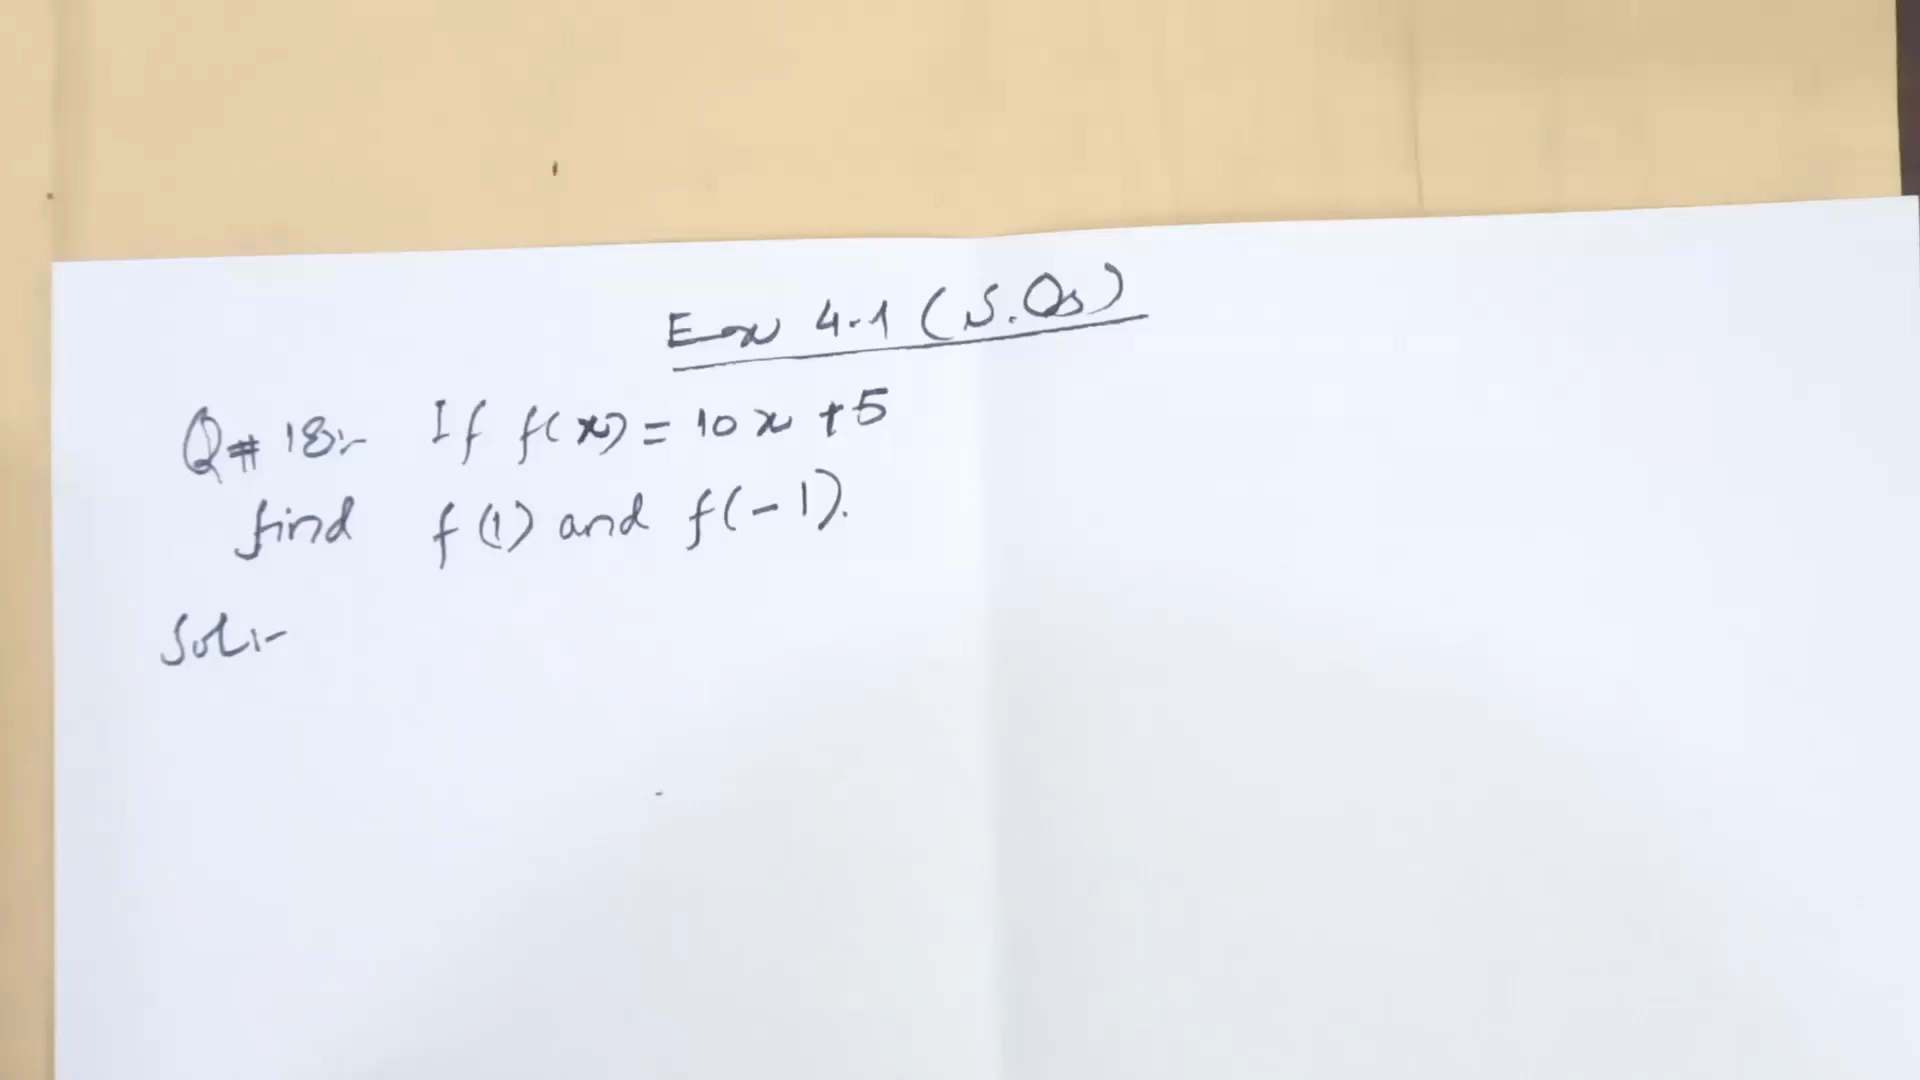 Ex 4.1 (S.Qs)
Q # 18:- If f(x) = 10x + 5
find f(1) and f(-1).
Sol:-